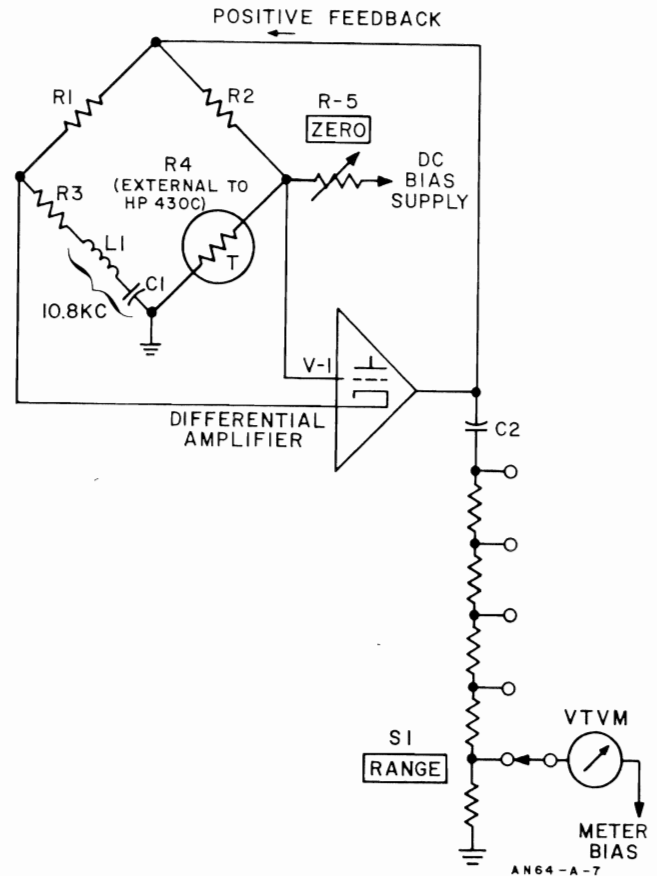 POSITIVE FEEDBACK
R1
R2
R-5
ZERO
R4
(EXTERNAL TO
HP 430C)
DC
BIAS
SUPPLY
R3
L1
C1
T
10.8KC
V-1
DIFFERENTIAL
AMPLIFIER
C2
S1
RANGE
VTVM
METER
BIAS
AN64-A-7